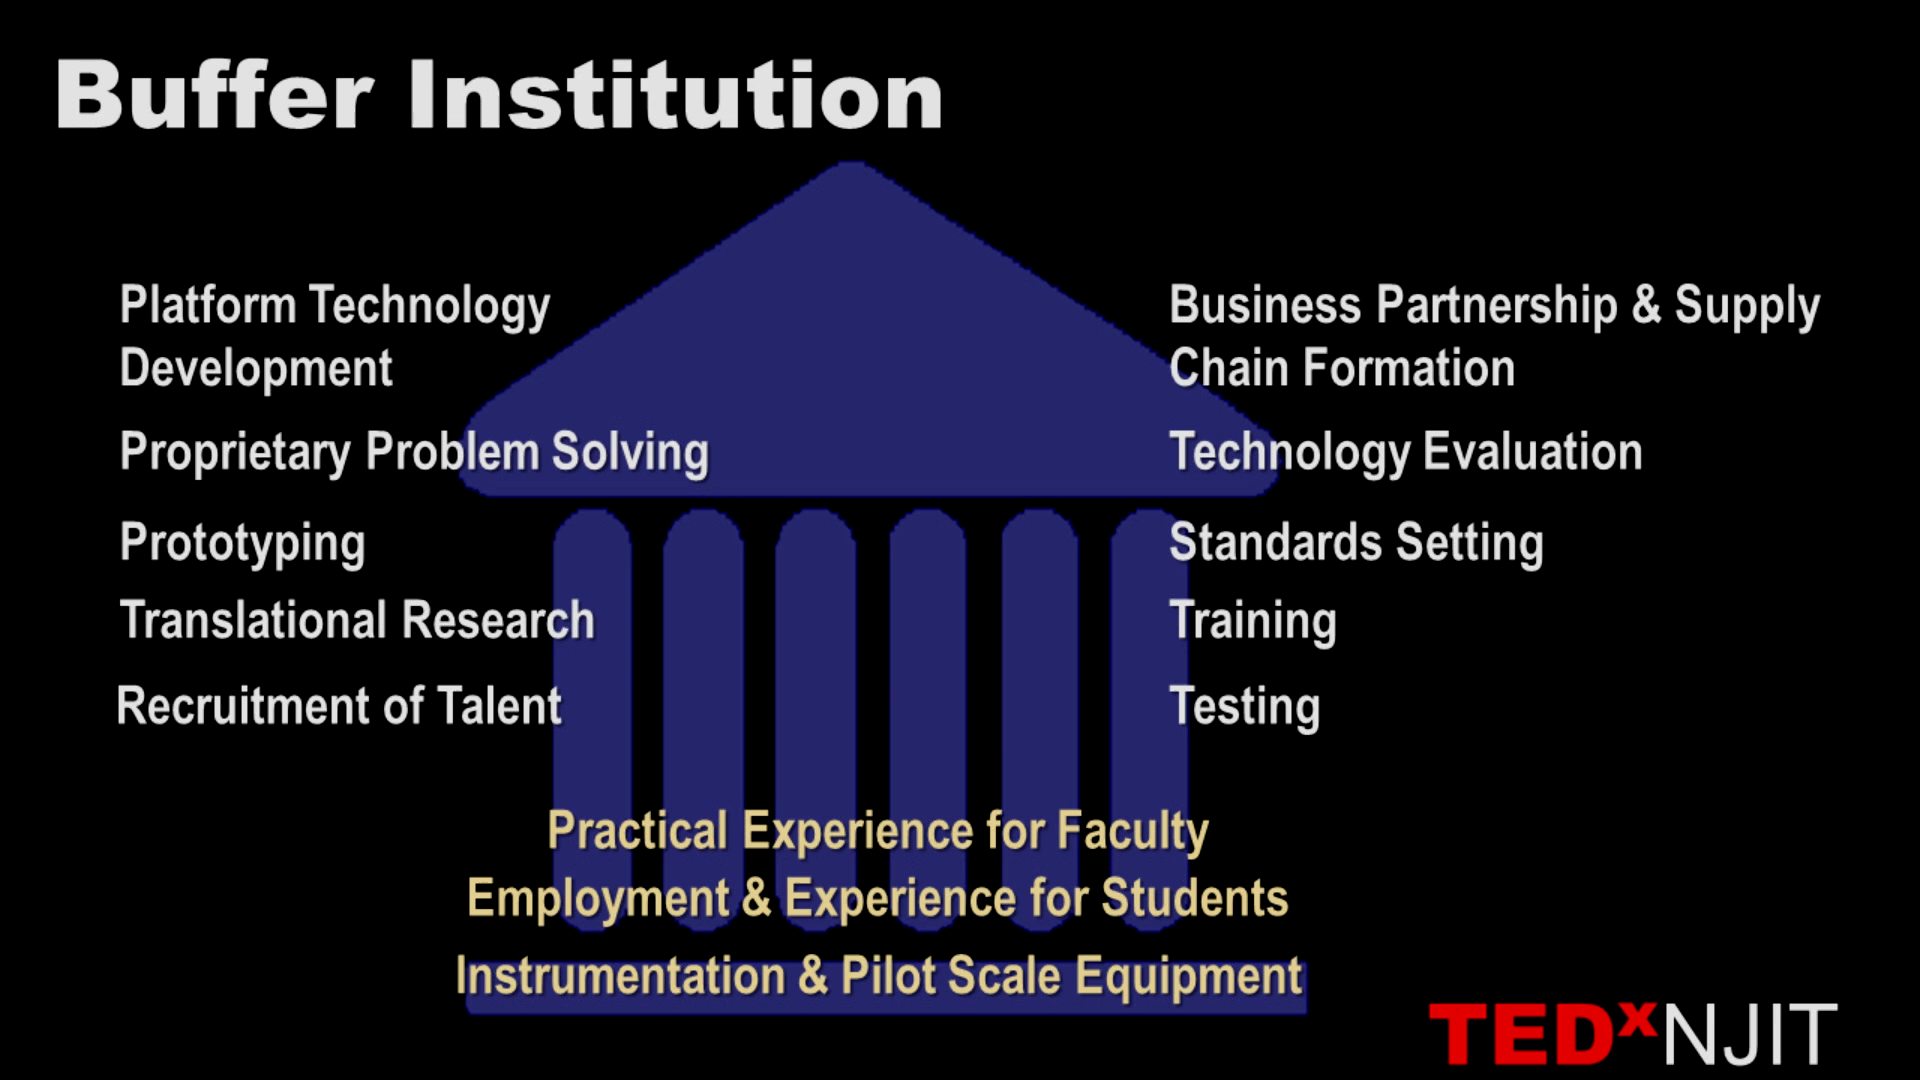 Buffer Institution
Platform Technology
Development
Proprietary Problem Solving
Prototyping
Translational Research
Recruitment of Talent
Business Partnership & Supply
Chain Formation
Technology Evaluation
Standards Setting
Training
Testing
Practical Experience for Faculty
Employment & Experience for Students
Instrumentation & Pilot Scale Equipment
TEDxNJIT